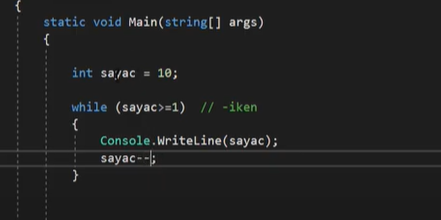 {
static void Main(string[] args)
{
int sayac = 10;
while (sayac>=1) // -iken
{
Console.WriteLine(sayac);
sayac--;
}